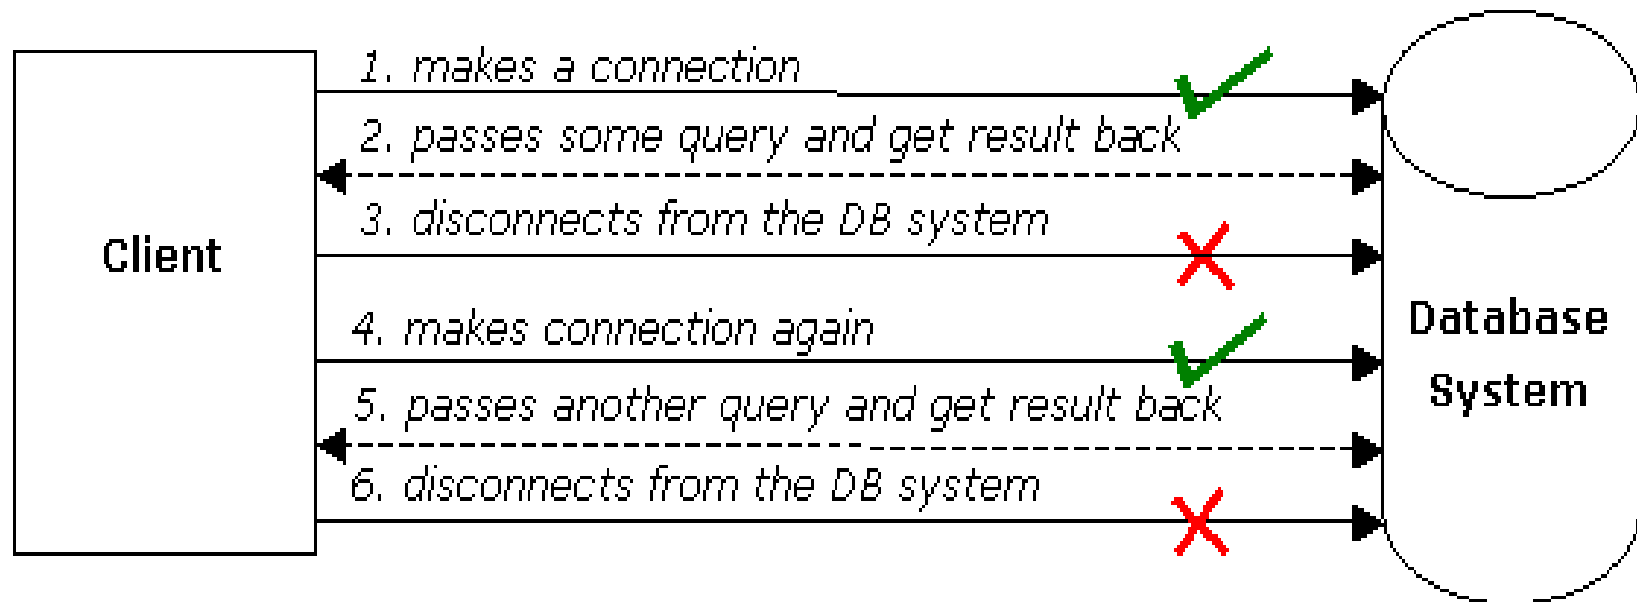 1. makes a connection
2. passes some query and get result back
3. disconnects from the DB system
Client
4. makes connection again
Database
System
5. passes another query and get result back
6. disconnects from the DB system